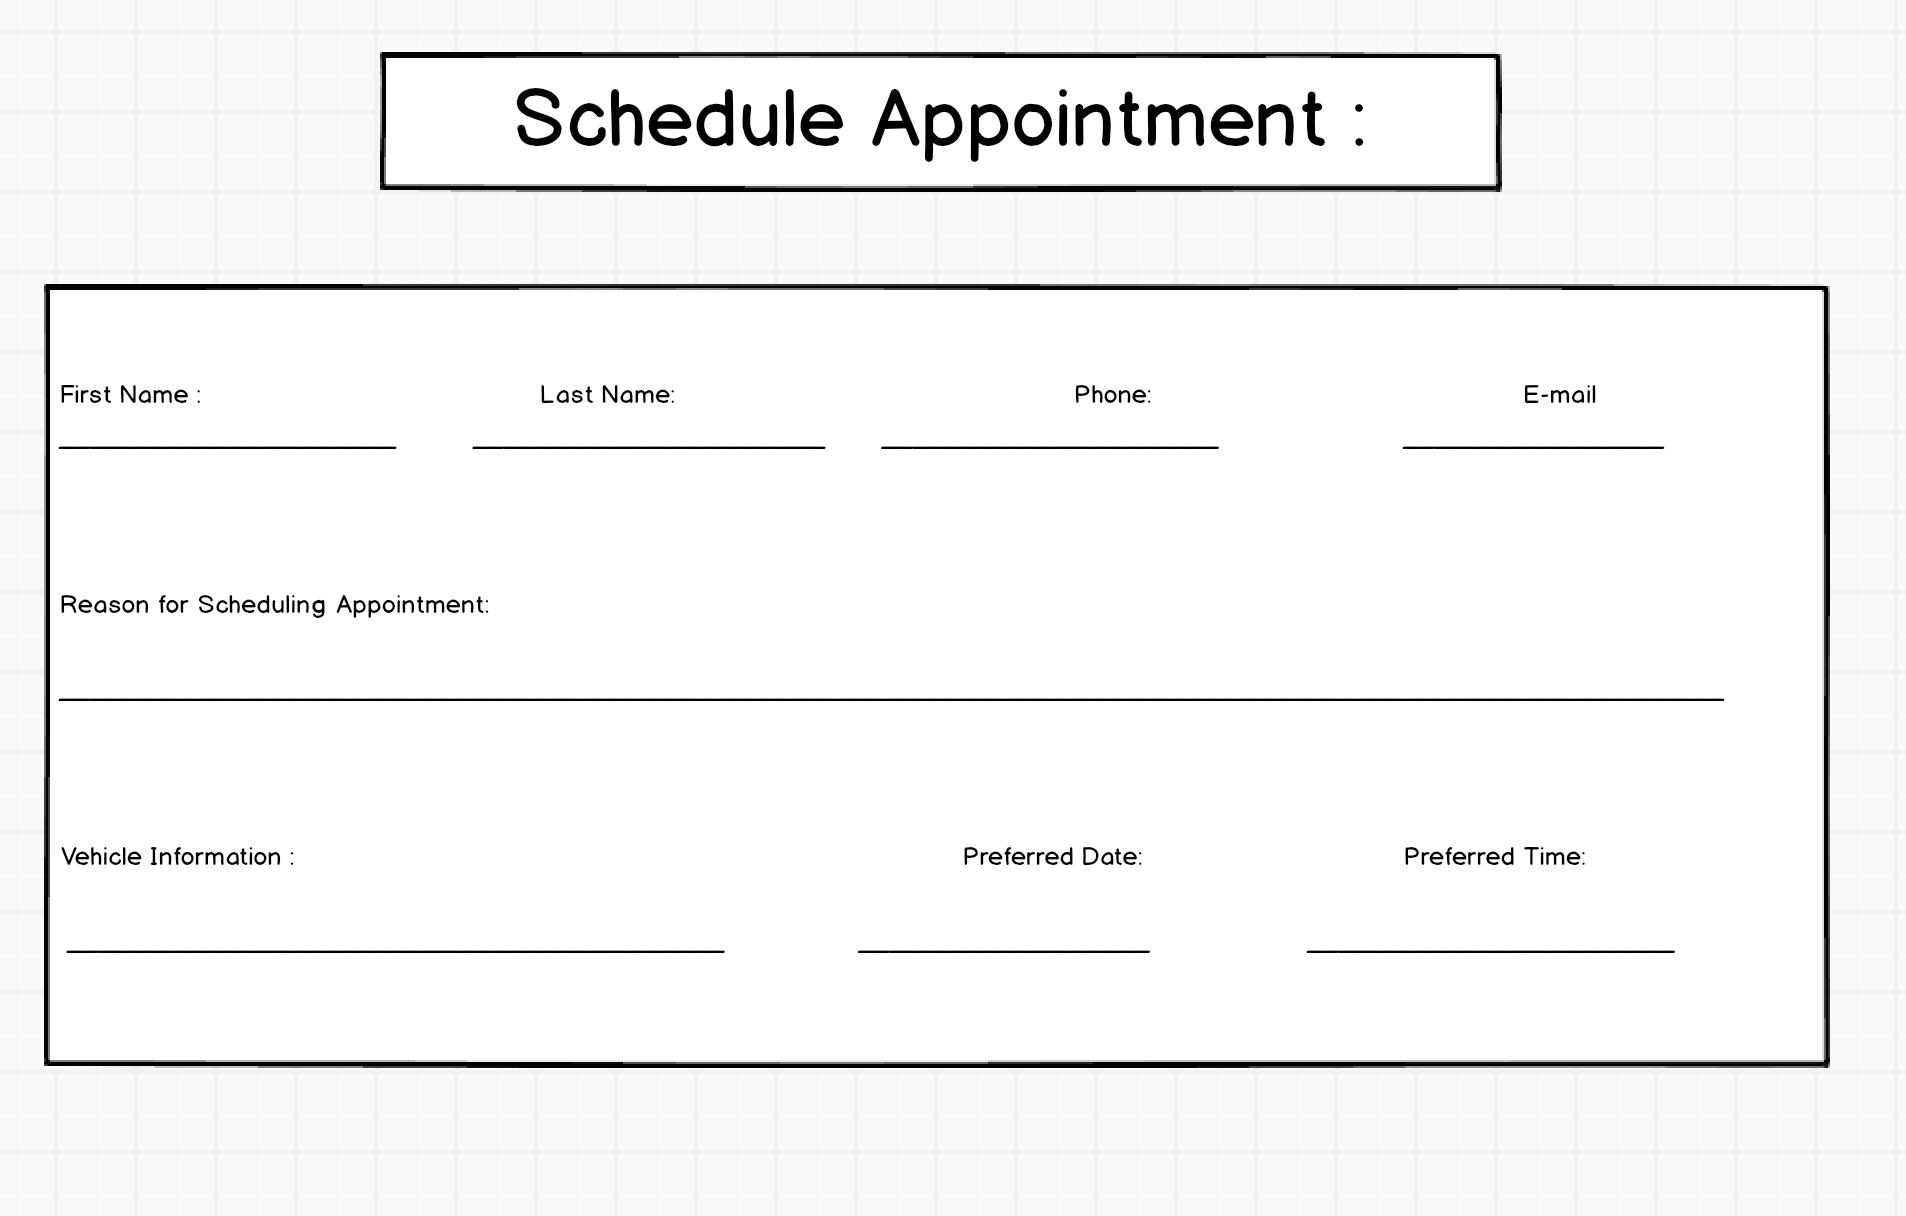 Schedule Appointment :
First Name : Last Name: Phone: E-mail
Reason for Scheduling Appointment:
Vehicle Information : Preferred Date: Preferred Time: